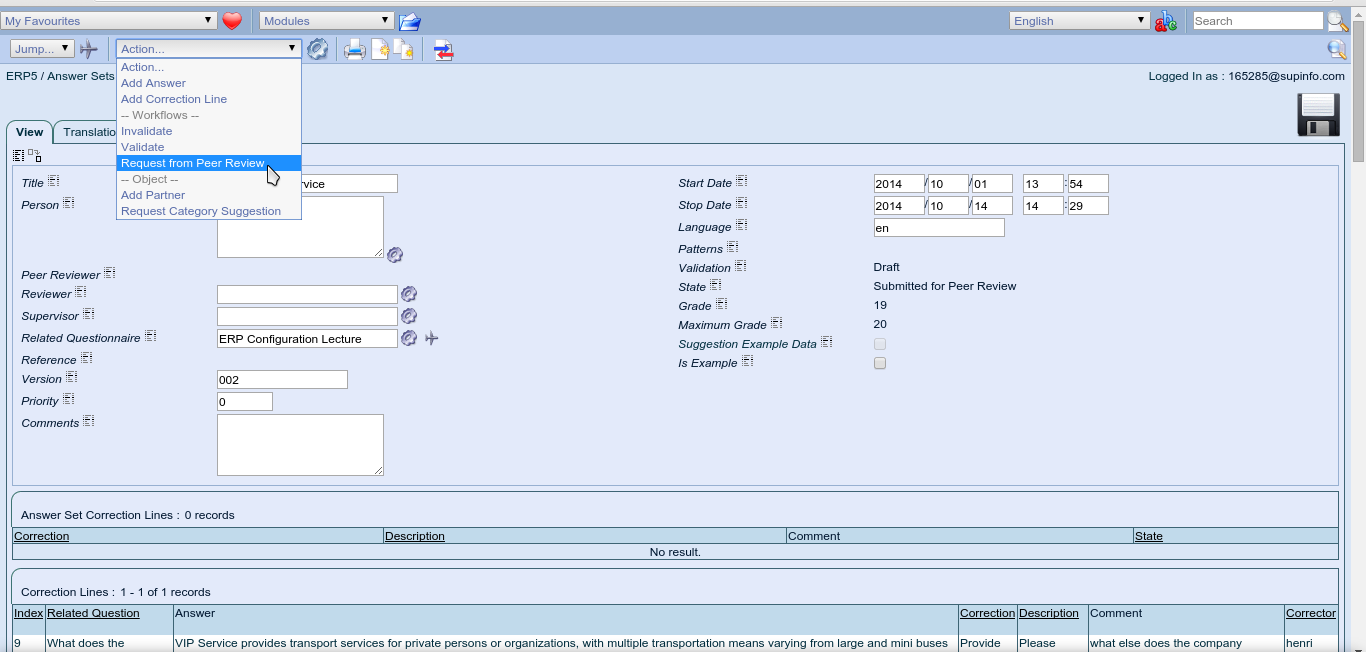 My Favourites Modules English Search
Jump... Action...
Action...
Add Answer
Add Correction Line
-- Workflows --
Invalidate
Validate
Request from Peer Review
-- Object --
Add Partner
Request Category Suggestion
ERP5 / Answer Sets
Logged In as : 165285@supinfo.com
View Translatio
Title rvice
Person
Peer Reviewer
Reviewer
Supervisor
Related Questionnaire ERP Configuration Lecture
Reference
Version 002
Priority 0
Comments
Start Date 2014 / 10 / 01 13 : 54
Stop Date 2014 / 10 / 14 14 : 29
Language en
Patterns
Validation Draft
State Submitted for Peer Review
Grade 19
Maximum Grade 20
Suggestion Example Data
Is Example
Answer Set Correction Lines : 0 records
Correction Description Comment State
No result.
Correction Lines : 1 - 1 of 1 records
Index Related Question Answer Correction Description Comment Corrector
9 What does the VIP Service provides transport services for private persons or organizations, with multiple transportation means varying from large and mini buses Provide Please what else does the company henri